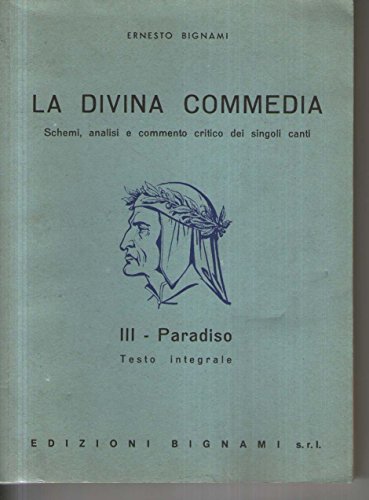 ERNESTO BIGNAMI
LA DIVINA COMMEDIA
Schemi, analisi e commento critico dei singoli canti
III - Paradiso
Testo integrale
EDIZIONI BIGNAMI s.r.l.